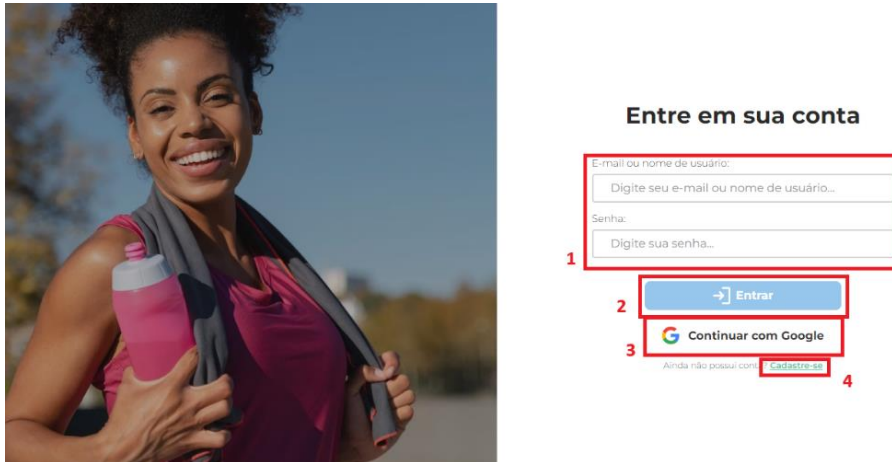 Entre em sua conta
E-mail ou nome de usuário:
Digite seu e-mail ou nome de usuário...
Senha:
Digite sua senha...
1
Entrar
2
Continuar com Google
3
Ainda não possui conta? Cadastre-se
4